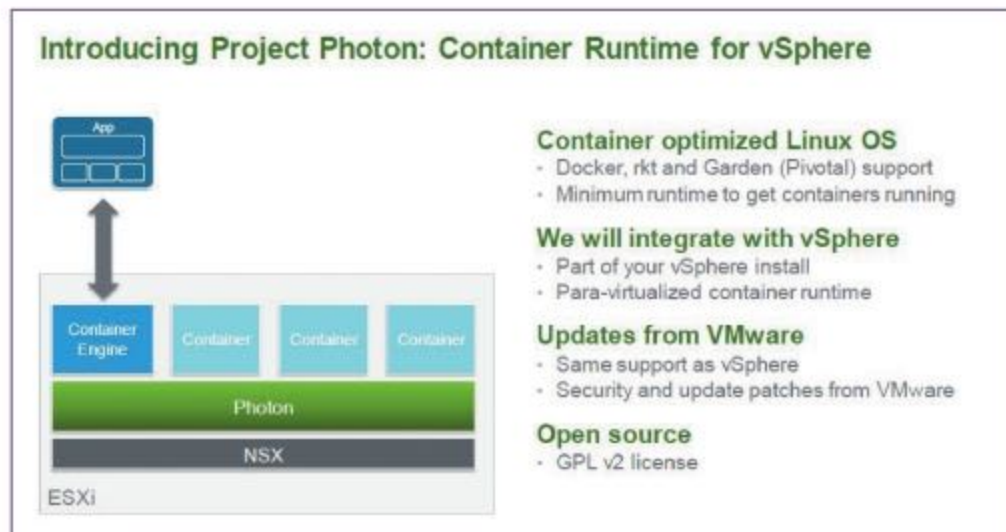 Introducing Project Photon: Container Runtime for vSphere
App
Container
Engine
Container
Container
Container
Photon
NSX
ESXi
Container optimized Linux OS
- Docker, rkt and Garden (Pivotal) support
- Minimum runtime to get containers running
We will integrate with vSphere
- Part of your vSphere install
- Para-virtualized container runtime
Updates from VMware
- Same support as vSphere
- Security and update patches from VMware
Open source
- GPL v2 license